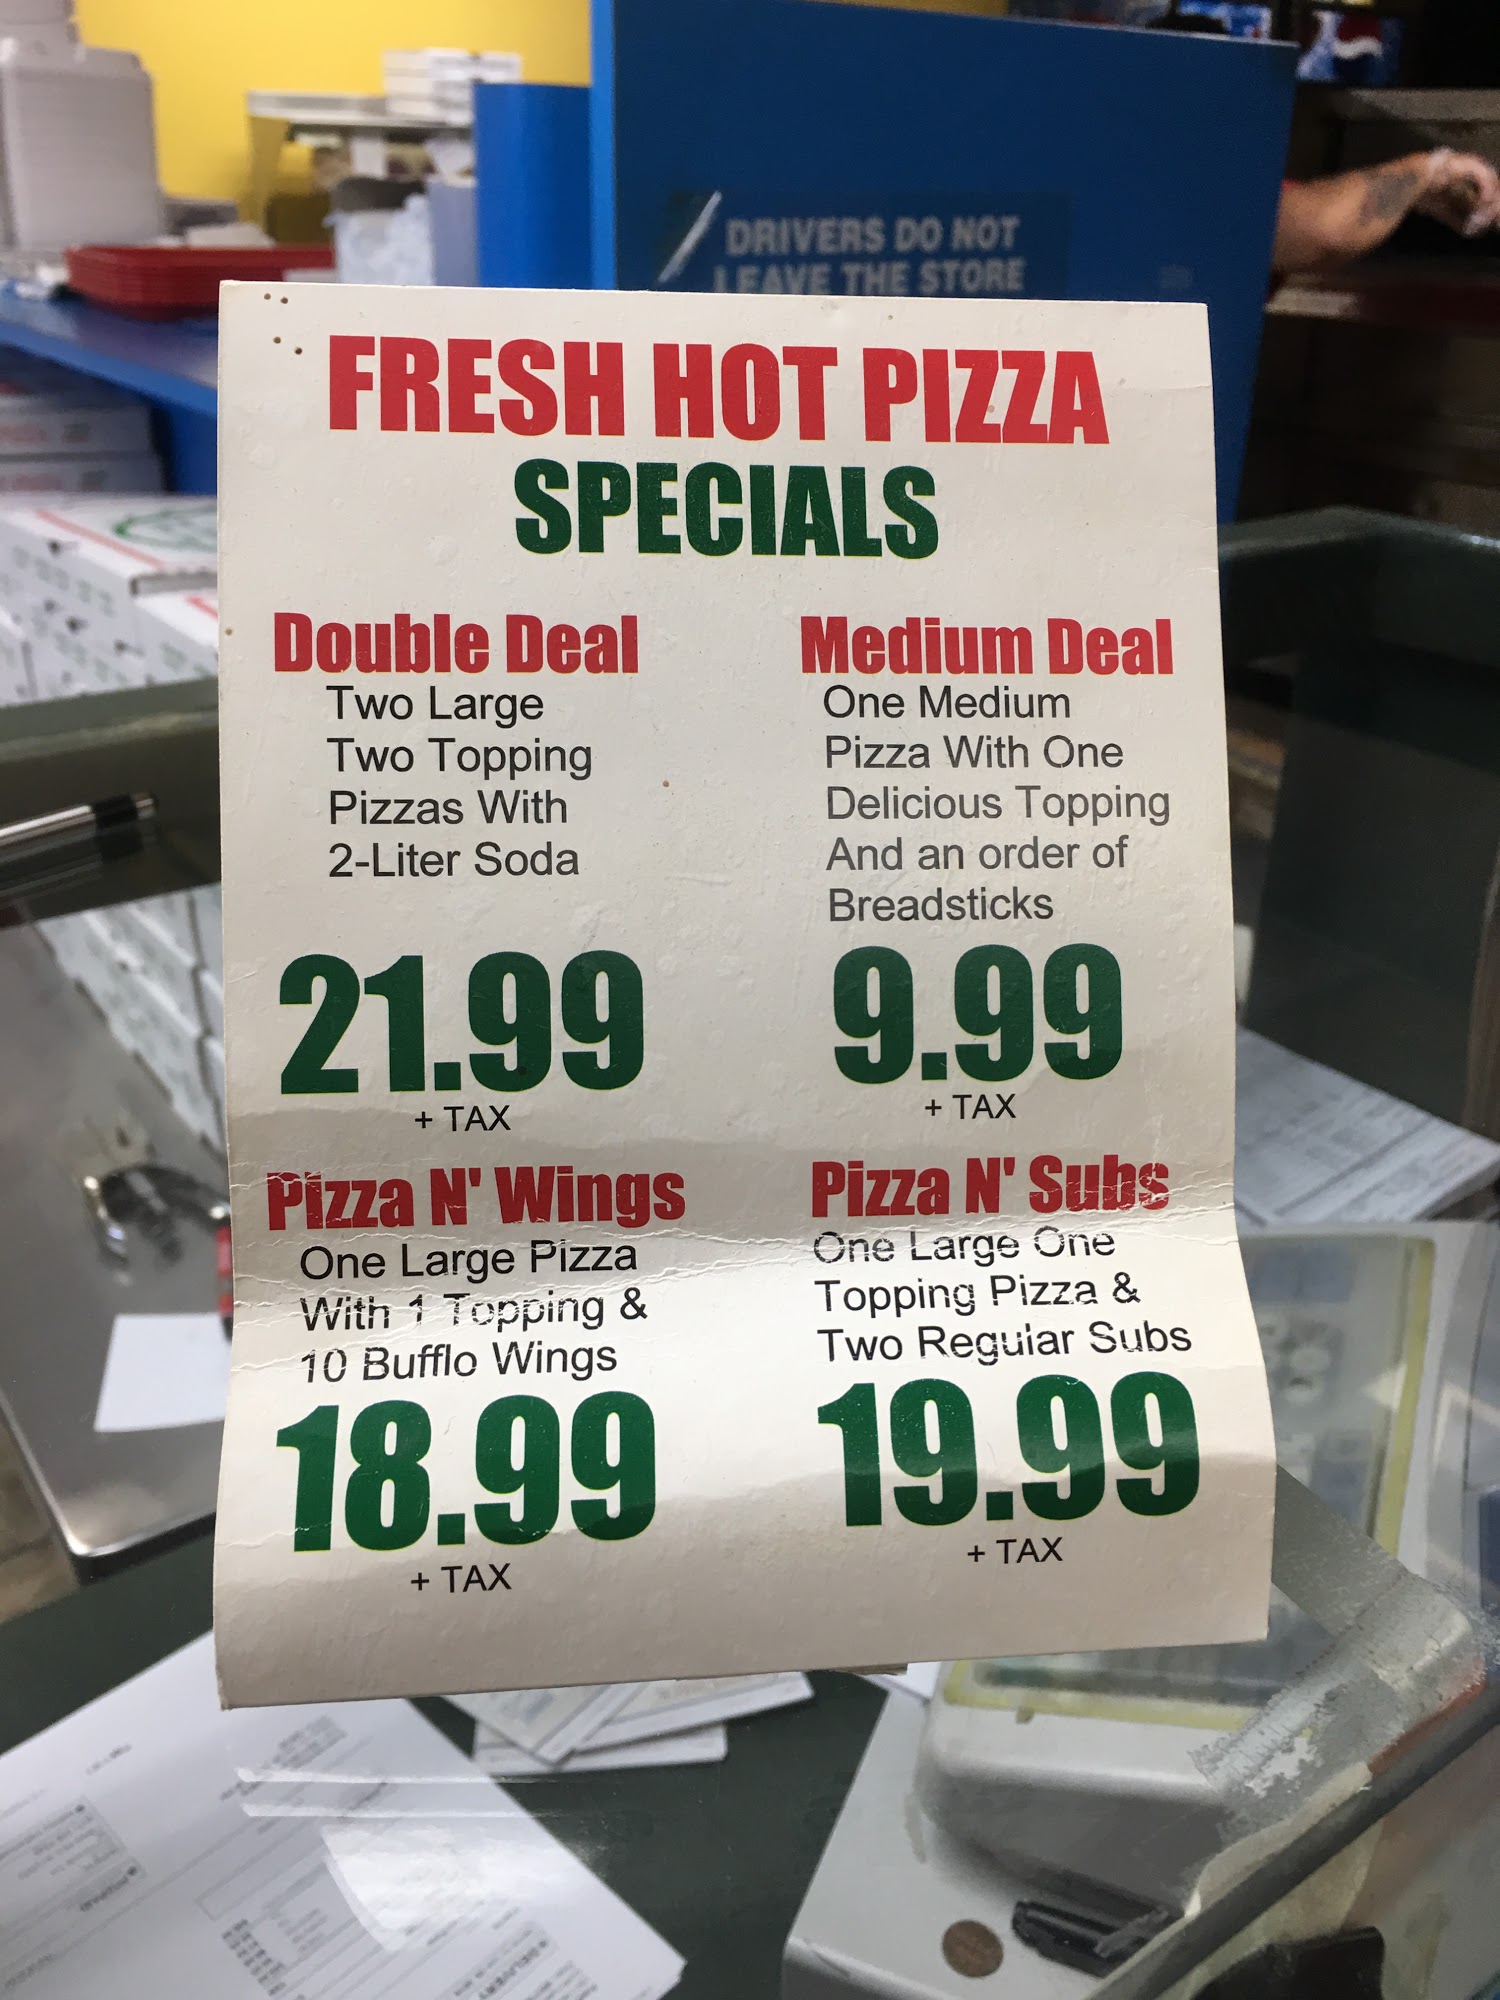 DRIVERS DO NOT
LEAVE THE STORE
FRESH HOT PIZZA
SPECIALS
Double Deal
Two Large
Two Topping
Pizzas With
2-Liter Soda
21.99
+ TAX
Medium Deal
One Medium
Pizza With One
Delicious Topping
And an order of
Breadsticks
9.99
+ TAX
Pizza N' Wings
One Large Pizza
With 1 Topping &
10 Bufflo Wings
18.99
+ TAX
Pizza N' Subs
One Large One
Topping Pizza &
Two Regular Subs
19.99
+ TAX